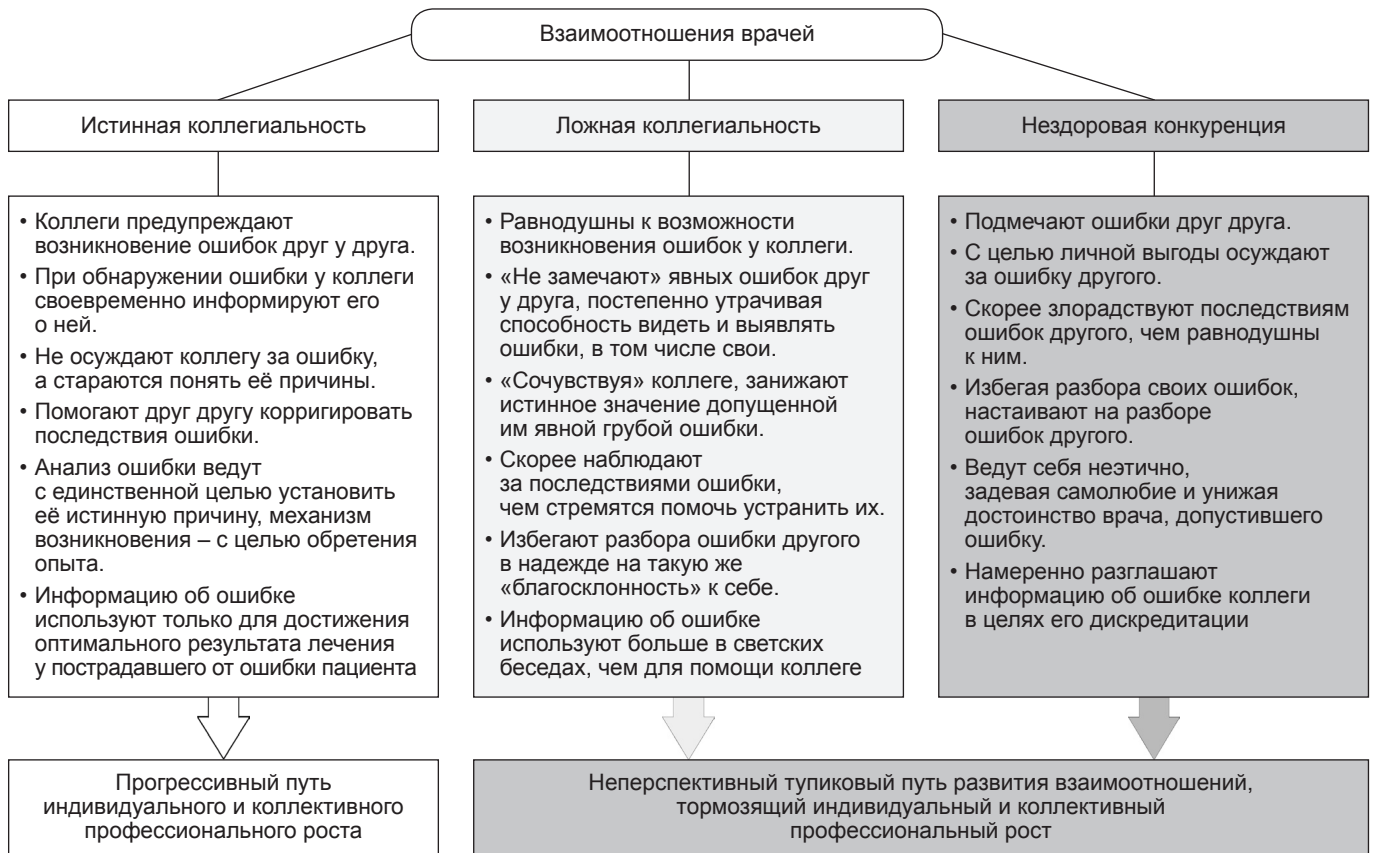 Взаимоотношения врачей
Истинная коллегиальность
Ложная коллегиальность
Нездоровая конкуренция
• Коллеги предупреждают
возникновение ошибок друг у друга.
• При обнаружении ошибки у коллеги
своевременно информируют его
о ней.
• Не осуждают коллегу за ошибку,
а стараются понять её причины.
• Помогают друг другу корригировать
последствия ошибки.
• Анализ ошибки ведут
с единственной целью установить
её истинную причину, механизм
возникновения – с целью обретения
опыта.
• Информацию об ошибке
используют только для достижения
оптимального результата лечения
у пострадавшего от ошибки пациента
• Равнодушны к возможности
возникновения ошибок у коллеги.
• «Не замечают» явных ошибок друг
у друга, постепенно утрачивая
способность видеть и выявлять
ошибки, в том числе свои.
• «Сочувствуя» коллеге, занижают
истинное значение допущенной
им явной грубой ошибки.
• Скорее наблюдают
за последствиями ошибки,
чем стремятся помочь устранить их.
• Избегают разбора ошибки другого
в надежде на такую же
«благосклонность» к себе.
• Информацию об ошибке
используют больше в светских
беседах, чем для помощи коллеге
• Подмечают ошибки друг друга.
• С целью личной выгоды осуждают
за ошибку другого.
• Скорее злорадствуют последствиям
ошибок другого, чем равнодушны
к ним.
• Избегая разбора своих ошибок,
настаивают на разборе
ошибок другого.
• Ведут себя неэтично,
задевая самолюбие и унижая
достоинство врача, допустившего
ошибку.
• Намеренно разглашают
информацию об ошибке коллеги
в целях его дискредитации
Прогрессивный путь
индивидуального и коллективного
профессионального роста
Неперспективный тупиковый путь развития взаимоотношений,
тормозящий индивидуальный и коллективный
профессиональный рост